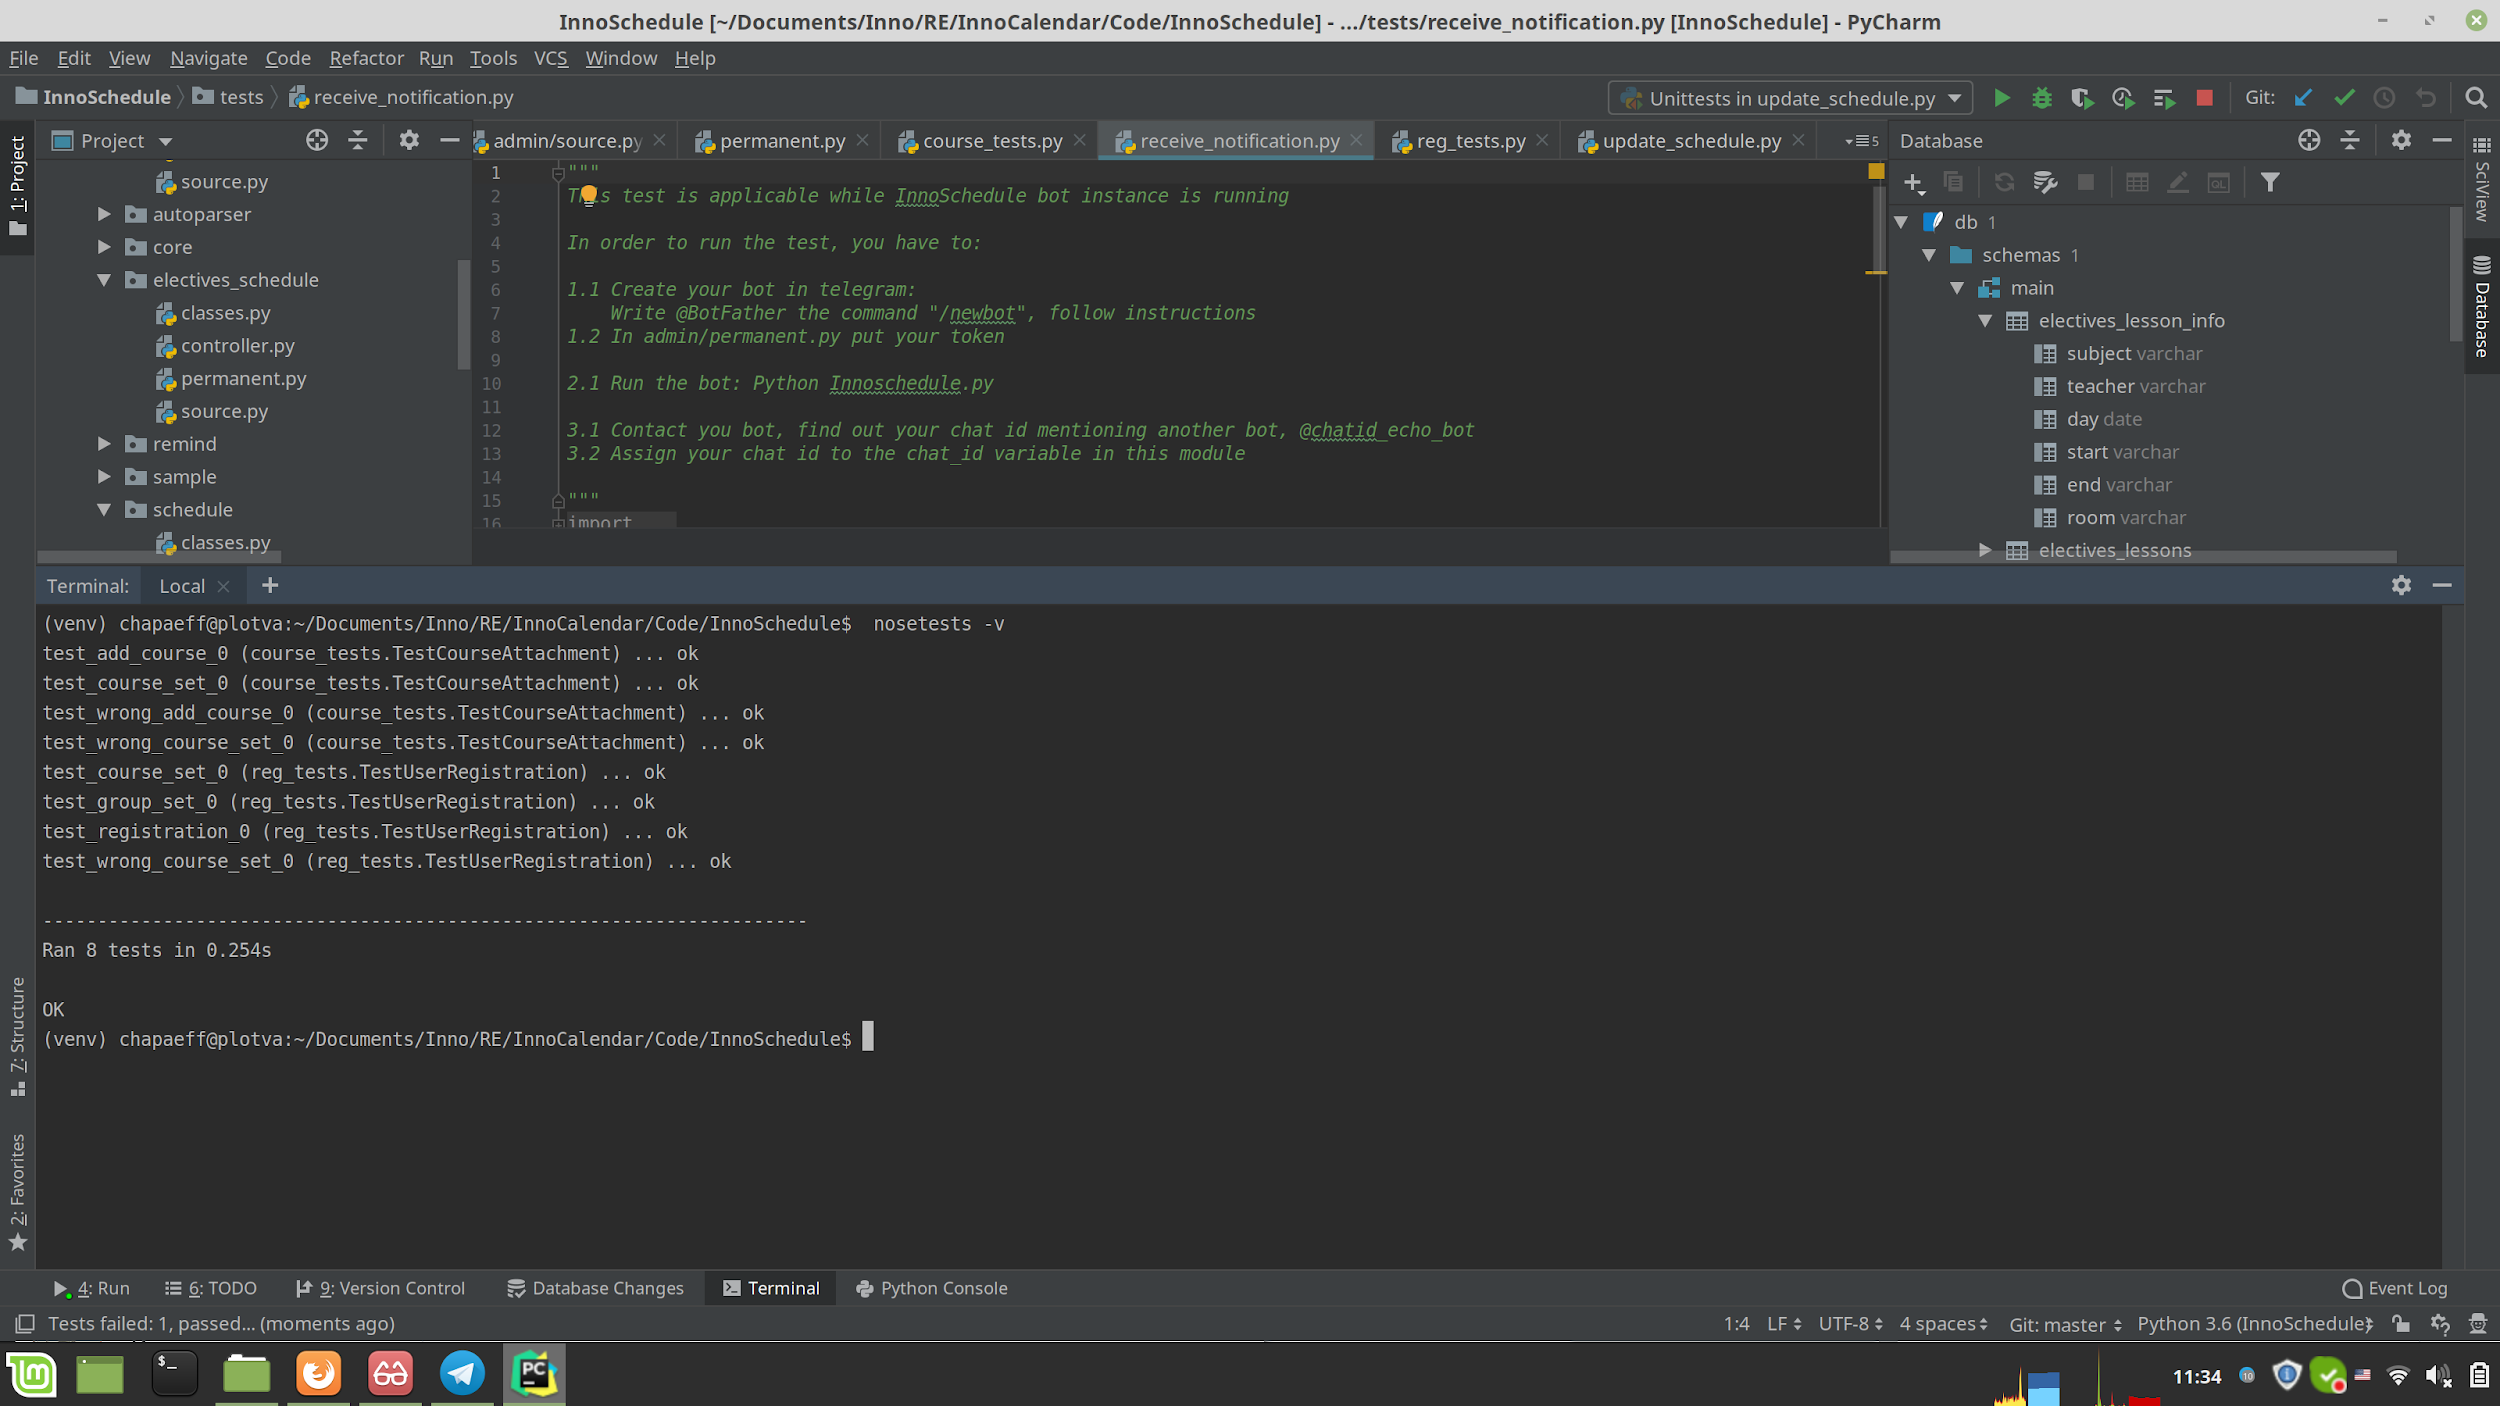 InnoSchedule [~/Documents/Inno/RE/InnoCalendar/Code/InnoSchedule] - .../tests/receive_notification.py [InnoSchedule] - PyCharm
File Edit View Navigate Code Refactor Run Tools VCS Window Help
InnoSchedule tests receive_notification.py
Unittests in update_schedule.py Git:
1: Project
Project
admin/source.py permanent.py course_tests.py receive_notification.py reg_tests.py update_schedule.py 5
Database
SciView
Database
source.py
autoparser
core
electives_schedule
classes.py
controller.py
permanent.py
source.py
remind
sample
schedule
classes.py
1 """
2 This test is applicable while InnoSchedule bot instance is running
3
4 In order to run the test, you have to:
5
6 1.1 Create your bot in telegram:
7 Write @BotFather the command "/newbot", follow instructions
8 1.2 In admin/permanent.py put your token
9
10 2.1 Run the bot: Python Innoschedule.py
11
12 3.1 Contact you bot, find out your chat id mentioning another bot, @chatid_echo_bot
13 3.2 Assign your chat id to the chat_id variable in this module
14
15 """
16 import
db 1
schemas 1
main
electives_lesson_info
subject varchar
teacher varchar
day date
start varchar
end varchar
room varchar
electives_lessons
Terminal: Local
(venv) chapaeff@plotva:~/Documents/Inno/RE/InnoCalendar/Code/InnoSchedule$  nosetests -v
test_add_course_0 (course_tests.TestCourseAttachment) ... ok
test_course_set_0 (course_tests.TestCourseAttachment) ... ok
test_wrong_add_course_0 (course_tests.TestCourseAttachment) ... ok
test_wrong_course_set_0 (course_tests.TestCourseAttachment) ... ok
test_course_set_0 (reg_tests.TestUserRegistration) ... ok
test_group_set_0 (reg_tests.TestUserRegistration) ... ok
test_registration_0 (reg_tests.TestUserRegistration) ... ok
test_wrong_course_set_0 (reg_tests.TestUserRegistration) ... ok
----------------------------------------------------------------------
Ran 8 tests in 0.254s
OK
(venv) chapaeff@plotva:~/Documents/Inno/RE/InnoCalendar/Code/InnoSchedule$
7: Structure
2: Favorites
4: Run 6: TODO 9: Version Control Database Changes Terminal Python Console Event Log
Tests failed: 1, passed... (moments ago) 1:4 LF UTF-8 4 spaces Git: master Python 3.6 (InnoSchedule)
$_ PC 11:34 10